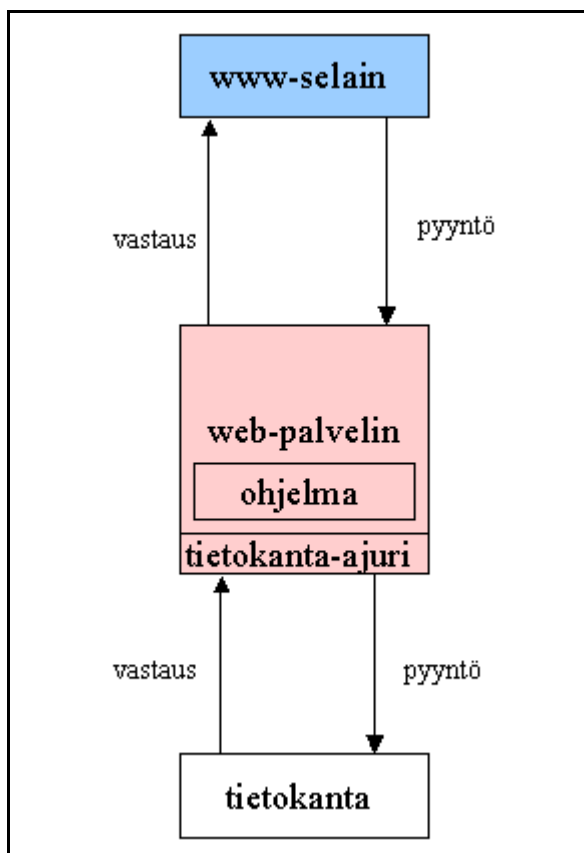 www-selain
vastaus
pyyntö
web-palvelin
ohjelma
tietokanta-ajuri
vastaus
pyyntö
tietokanta